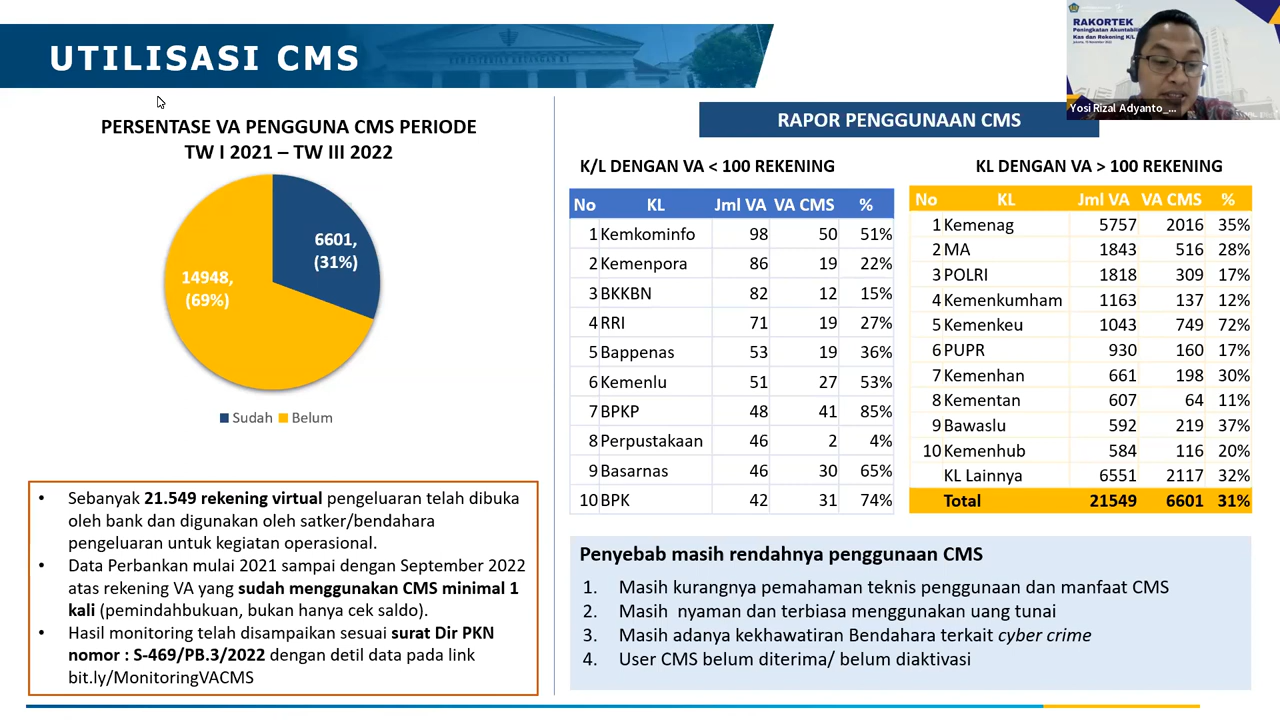 UTILISASI CMS
RAKORTEK
Peningkatan Akuntabil
Kas dan Rekening K/L
Yosi Rizal Adyanto_...
PERSENTASE VA PENGGUNA CMS PERIODE
TW I 2021 – TW III 2022
6601,
(31%)
14948,
(69%)
Sudah Belum
• Sebanyak 21.549 rekening virtual pengeluaran telah dibuka
oleh bank dan digunakan oleh satker/bendahara
pengeluaran untuk kegiatan operasional.
• Data Perbankan mulai 2021 sampai dengan September 2022
atas rekening VA yang sudah menggunakan CMS minimal 1
kali (pemindahbukuan, bukan hanya cek saldo).
• Hasil monitoring telah disampaikan sesuai surat Dir PKN
nomor : S-469/PB.3/2022 dengan detil data pada link
bit.ly/MonitoringVACMS
RAPOR PENGGUNAAN CMS
K/L DENGAN VA < 100 REKENING
No KL Jml VA VA CMS %
1 Kemkominfo 98 50 51%
2 Kemenpora 86 19 22%
3 BKKBN 82 12 15%
4 RRI 71 19 27%
5 Bappenas 53 19 36%
6 Kemenlu 51 27 53%
7 BPKP 48 41 85%
8 Perpustakaan 46 2 4%
9 Basarnas 46 30 65%
10 BPK 42 31 74%
KL DENGAN VA > 100 REKENING
No KL Jml VA VA CMS %
1 Kemenag 5757 2016 35%
2 MA 1843 516 28%
3 POLRI 1818 309 17%
4 Kemenkumham 1163 137 12%
5 Kemenkeu 1043 749 72%
6 PUPR 930 160 17%
7 Kemenhan 661 198 30%
8 Kementan 607 64 11%
9 Bawaslu 592 219 37%
10 Kemenhub 584 116 20%
KL Lainnya 6551 2117 32%
Total 21549 6601 31%
Penyebab masih rendahnya penggunaan CMS
1. Masih kurangnya pemahaman teknis penggunaan dan manfaat CMS
2. Masih nyaman dan terbiasa menggunakan uang tunai
3. Masih adanya kekhawatiran Bendahara terkait cyber crime
4. User CMS belum diterima/ belum diaktivasi